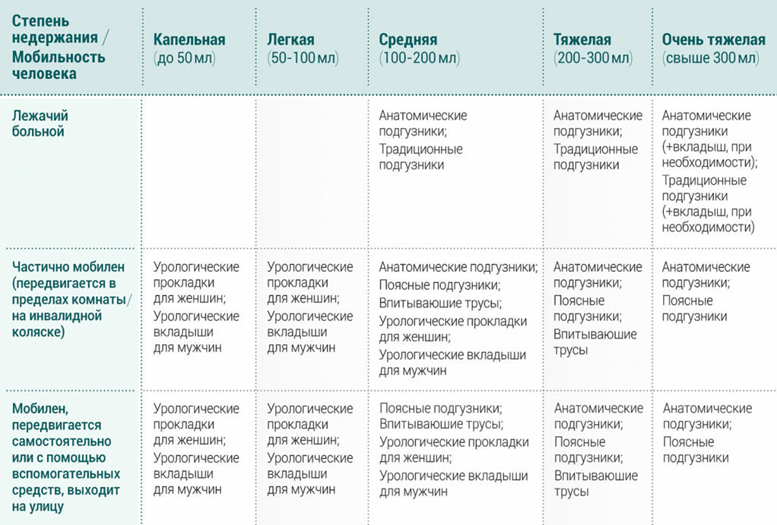 Степень
недержания /
Мобильность
человека
Капельная
(до 50 мл)
Легкая
(50-100 мл)
Средняя
(100-200 мл)
Тяжелая
(200-300 мл)
Очень тяжелая
(свыше 300 мл)
Лежачий
больной
Анатомические
подгузники;
Традиционные
подгузники
Анатомические
подгузники;
Традиционные
подгузники
Анатомические
подгузники
(+вкладыш, при
необходимости);
Традиционные
подгузники
(+вкладыш, при
необходимости)
Частично мобилен
(передвигается в
пределах комнаты/
на инвалидной
коляске)
Урологические
прокладки
для женщин;
Урологические
вкладыши
для мужчин
Урологические
прокладки
для женщин;
Урологические
вкладыши
для мужчин
Анатомические подгузники;
Поясные подгузники;
Впитывающие трусы;
Урологические прокладки
для женщин;
Урологические вкладыши
для мужчин
Анатомические
подгузники;
Поясные
подгузники;
Впитывающие
трусы
Анатомические
подгузники;
Поясные
подгузники
Мобилен,
передвигается
самостоятельно
или с помощью
вспомогательных
средств, выходит
на улицу
Урологические
прокладки
для женщин;
Урологические
вкладыши
для мужчин
Урологические
прокладки
для женщин;
Урологические
вкладыши
для мужчин
Поясные подгузники;
Впитывающие трусы;
Урологические прокладки
для женщин;
Урологические вкладыши
для мужчин
Анатомические
подгузники;
Поясные
подгузники;
Впитывающие
трусы
Анатомические
подгузники;
Поясные
подгузники